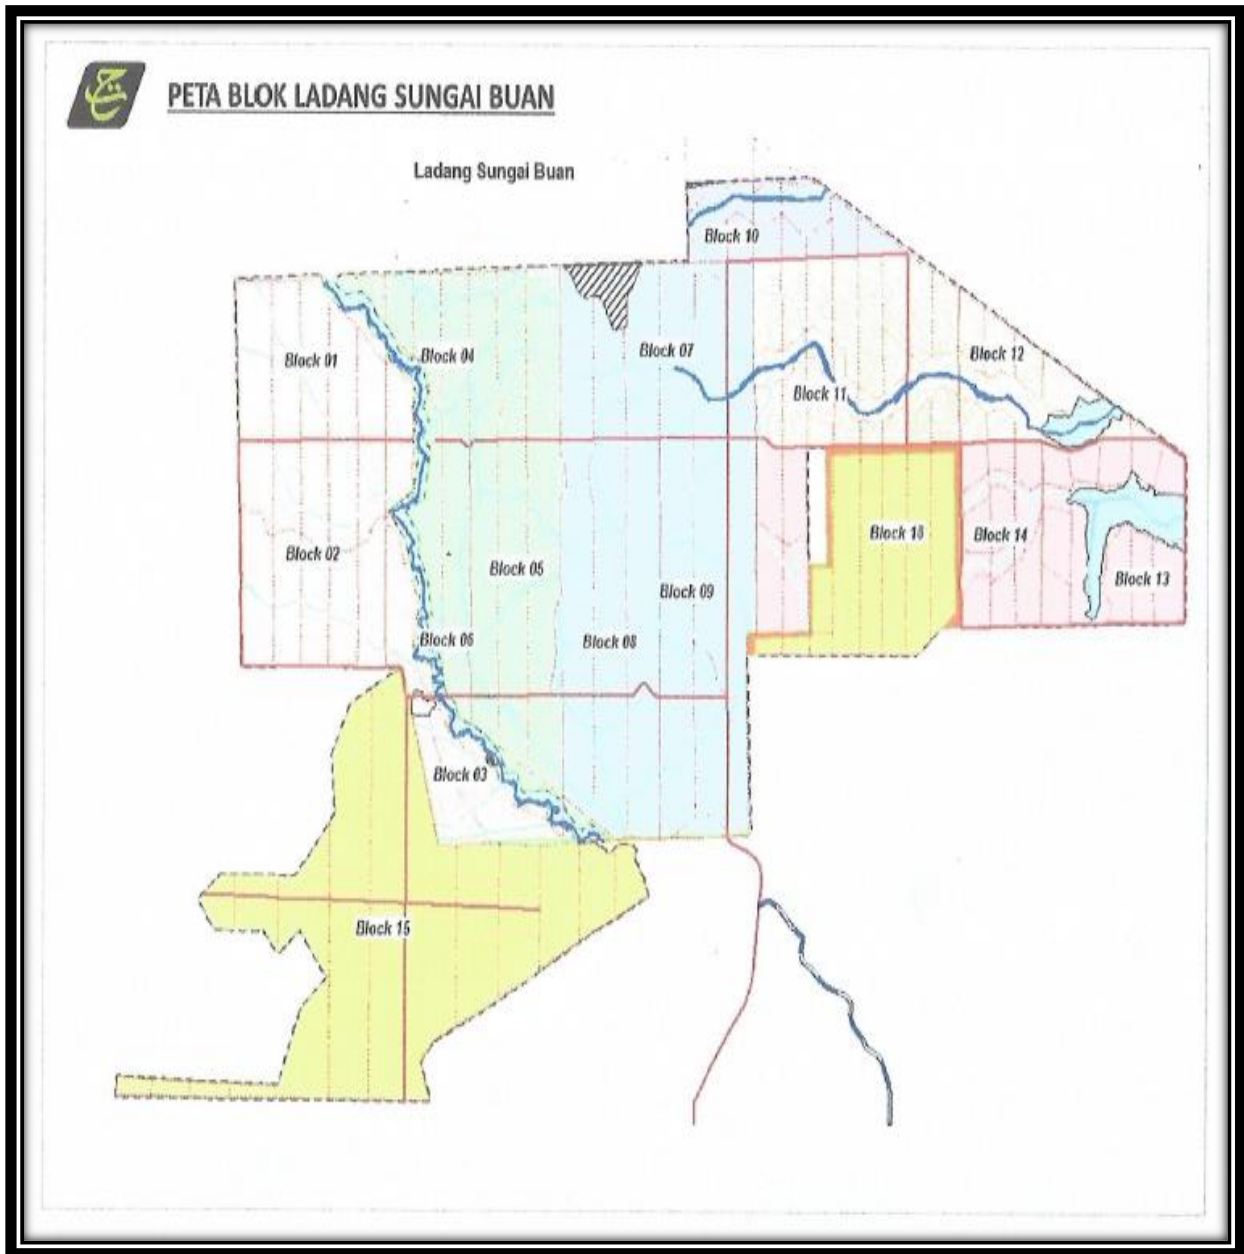 PETA BLOK LADANG SUNGAI BUAN
Ladang Sungai Buan
Block 10
Block 01
Block 04
Block 07
Block 12
Block 11
Block 02
Block 05
Block 09
Block 16
Block 14
Block 13
Block 06
Block 08
Block 03
Block 15